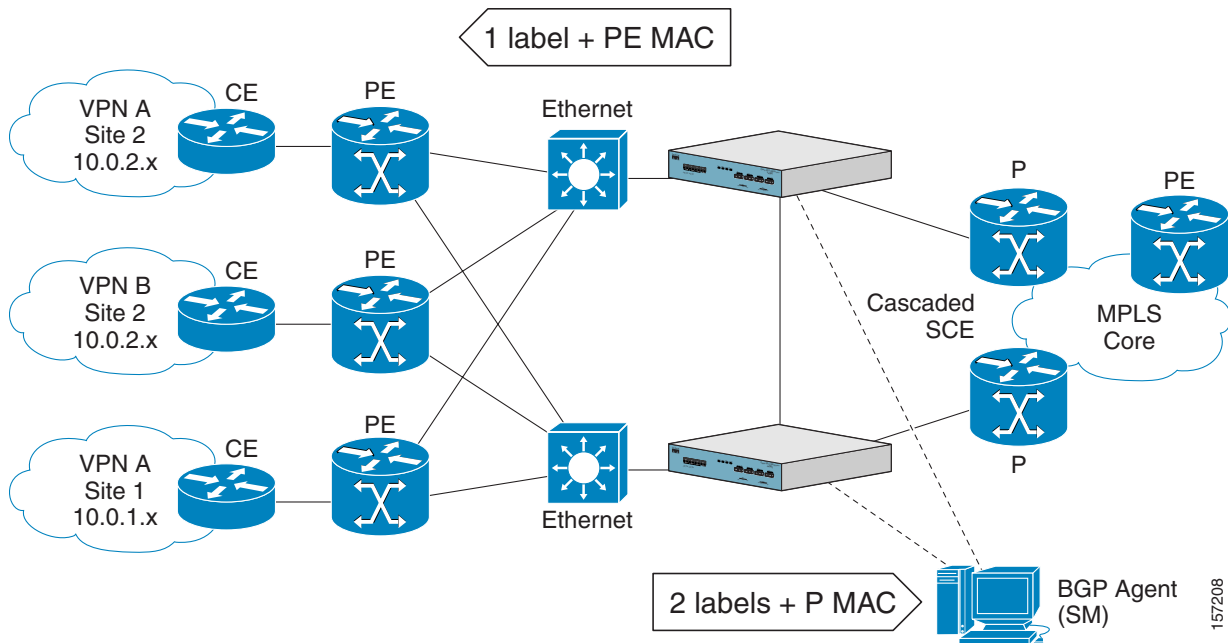 1 label + PE MAC
VPN A
Site 2
10.0.2.x
CE
PE
Ethernet
VPN B
Site 2
10.0.2.x
CE
PE
VPN A
Site 1
10.0.1.x
CE
PE
Ethernet
Cascaded
SCE
P
PE
MPLS
Core
P
2 labels + P MAC
BGP Agent
(SM)
157208